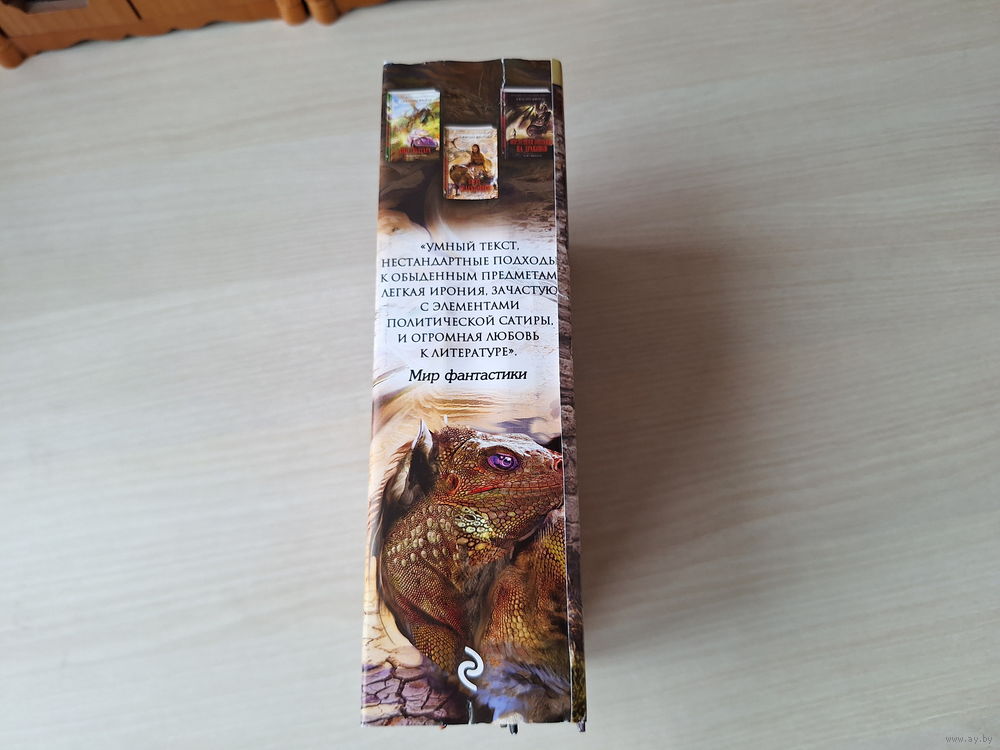 «УМНЫЙ ТЕКСТ,
НЕСТАНДАРТНЫЕ ПОДХОДЫ
К ОБЫДЕННЫМ ПРЕДМЕТАМ,
ЛЕГКАЯ ИРОНИЯ, ЗАЧАСТУЮ
С ЭЛЕМЕНТАМИ
ПОЛИТИЧЕСКОЙ САТИРЫ,
И ОГРОМНАЯ ЛЮБОВЬ
К ЛИТЕРАТУРЕ».
Мир фантастики
www.ay.by